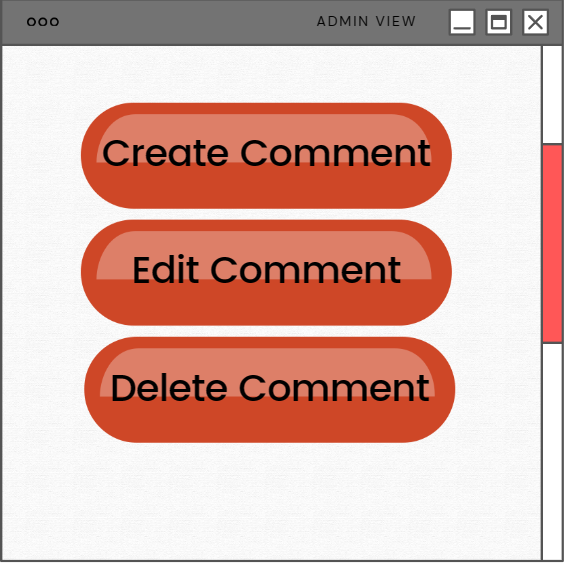 ADMIN VIEW
Create Comment
Edit Comment
Delete Comment